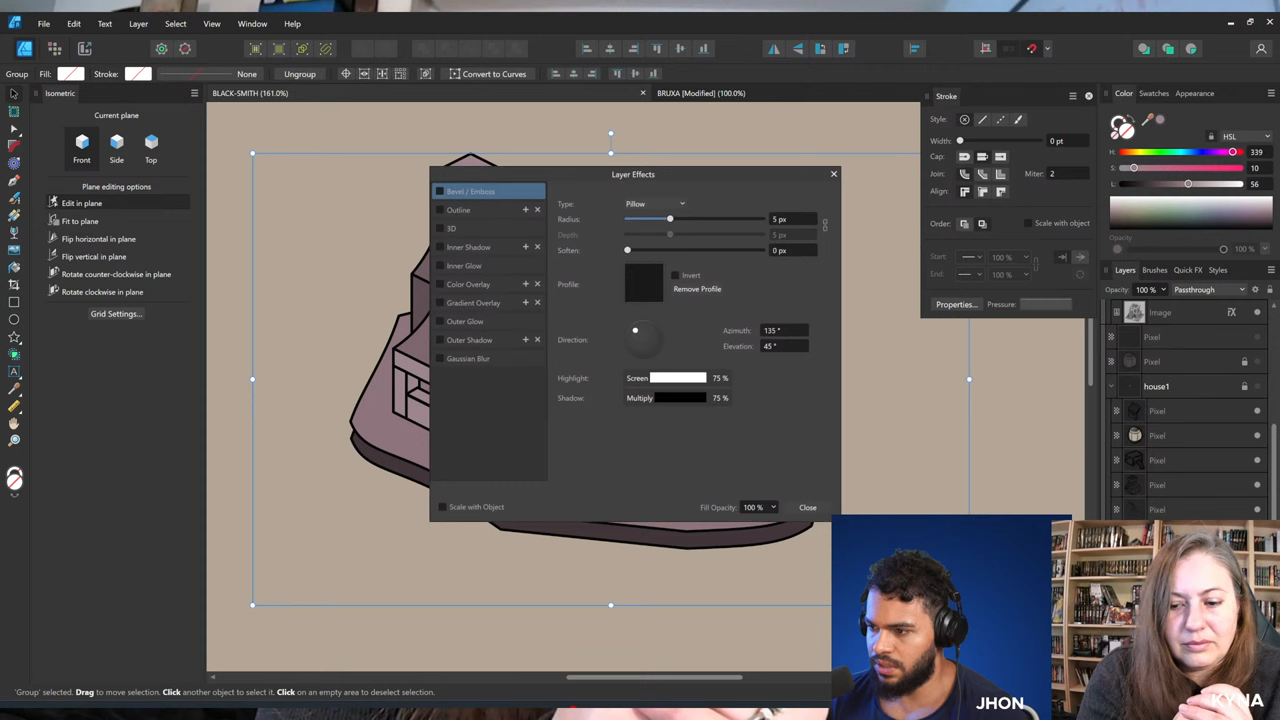 File Edit Text Layer Select View Window Help
Group Fill: Stroke: None Ungroup Convert to Curves
Isometric
BLACK-SMITH (161.0%)
BRUXA [Modified] (100.0%)
Current plane
Front Side Top
Plane editing options
Edit in plane
Fit to plane
Flip horizontal in plane
Flip vertical in plane
Rotate counter-clockwise in plane
Rotate clockwise in plane
Grid Settings...
Layer Effects
Bevel / Emboss
Outline
3D
Inner Shadow
Inner Glow
Color Overlay
Gradient Overlay
Outer Glow
Outer Shadow
Gaussian Blur
Type: Pillow
Radius: 5 px
Depth: 5 px
Soften: 0 px
Profile: Invert
Remove Profile
Direction: Azimuth: 135 °
Elevation: 45 °
Highlight: Screen 75 %
Shadow: Multiply 75 %
Scale with Object
Fill Opacity: 100 % Close
Stroke
Style:
Width: 0 pt
Cap:
Join: Miter: 2
Align:
Order: Scale with object
Start: 100 % 100 %
End: 100 % 100 %
Properties... Pressure:
Color Swatches Appearance
HSL
H: 339
S: 10
L: 56
Opacity 100 %
Layers Brushes Quick FX Styles
Opacity: 100 % Passthrough
Image FX
Pixel
Pixel
house1
Pixel
Pixel
Pixel
Pixel
Pixel
'Group' selected. Drag to move selection. Click another object to select it. Click on an empty area to deselect selection.
JHON
KYNA